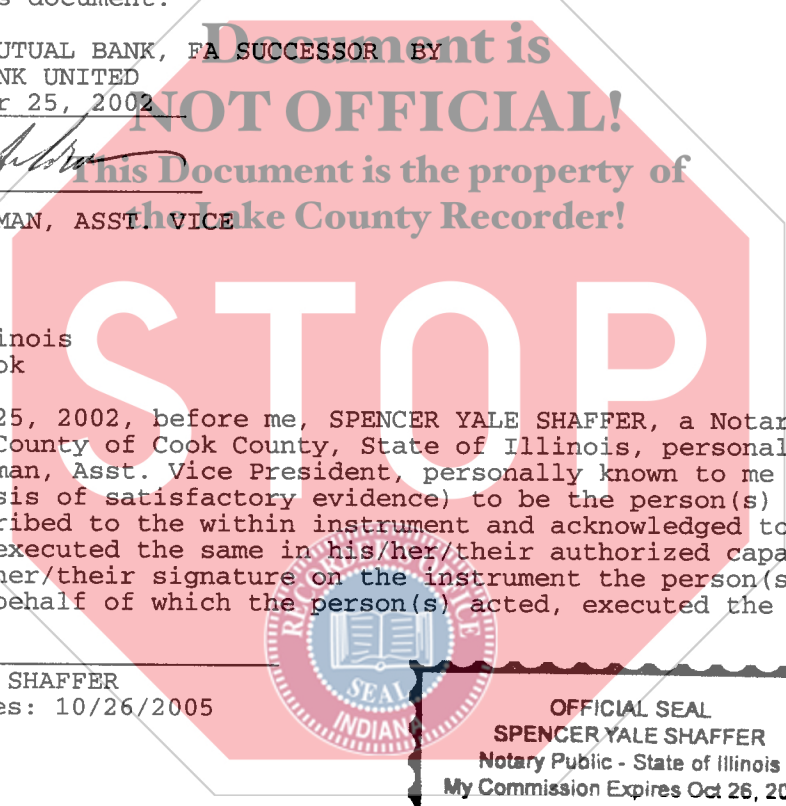 s document.
Document is
UTUAL BANK, FA SUCCESSOR BY
NK UNITED
r 25, 2002
NOT OFFICIAL!
This Document is the property of
the Lake County Recorder!
MAN, ASST. VICE
STOP
inois
ok
25, 2002, before me, SPENCER YALE SHAFFER, a Notar
County of Cook County, State of Illinois, personal
man, Asst. Vice President, personally known to me
sis of satisfactory evidence) to be the person(s)
ribed to the within instrument and acknowledged to
executed the same in his/her/their authorized capa
her/their signature on the instrument the person(s
behalf of which the person(s) acted, executed the
RECORDER'S OFFICE
SEAL
INDIANA
SHAFFER
es: 10/26/2005
OFFICIAL SEAL
SPENCER YALE SHAFFER
Notary Public - State of Illinois
My Commission Expires Oct 26, 20